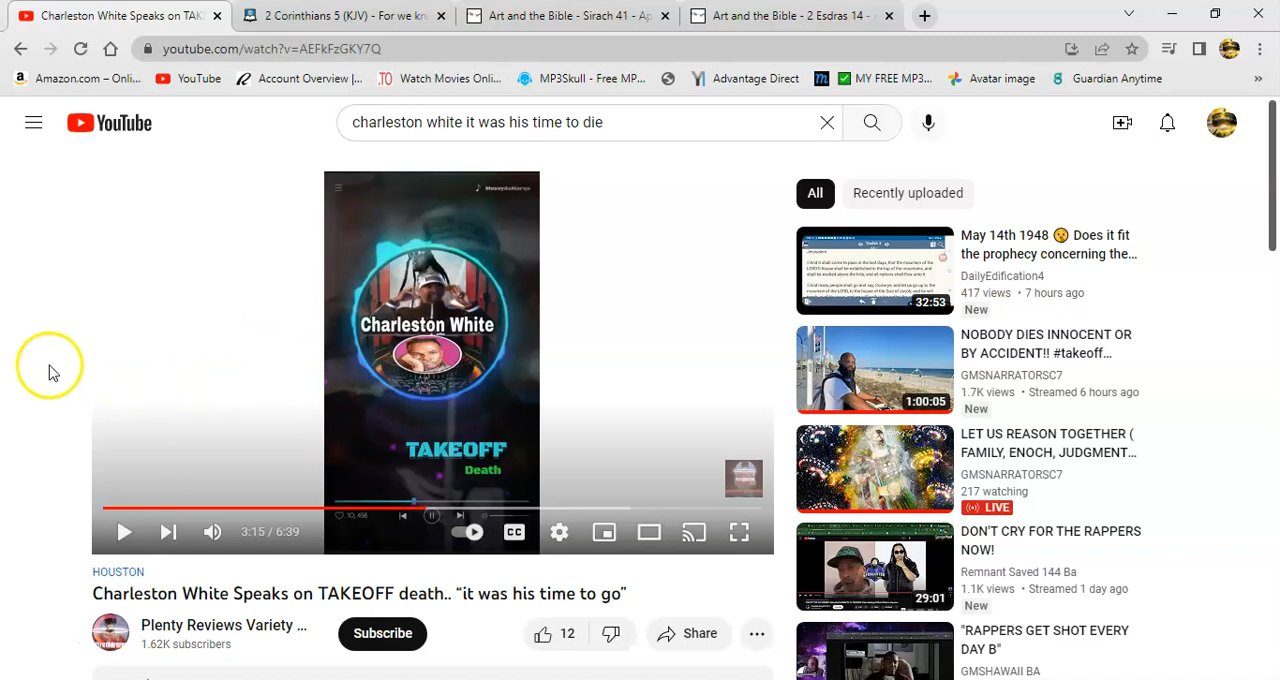 Charleston White Speaks on TAK
2 Corinthians 5 (KJV) - For we kn
Art and the Bible - Sirach 41 - Ap
Art and the Bible - 2 Esdras 14 -
youtube.com/watch?v=AEFkFzGKY7Q
Amazon.com – Onli...
YouTube
Account Overview |...
.TO Watch Movies Onlin...
MP3Skull - Free MP...
Advantage Direct
m
MY FREE MP3...
Avatar image
Guardian Anytime
»
YouTube
charleston white it was his time to die
All
Recently uploaded
MessyAsMarqo
Charleston White
TAKEOFF
Death
10,456
3:15 / 6:39
CC
HOUSTON
Charleston White Speaks on TAKEOFF death.. “it was his time to go”
Plenty Reviews Variety ...
1.62K subscribers
Subscribe
12
Share
May 14th 1948 😗 Does it fit
the prophecy concerning the...
DailyEdification4
417 views • 7 hours ago
New
32:53
NOBODY DIES INNOCENT OR
BY ACCIDENT!! #takeoff...
GMSNARRATORSC7
1.7K views • Streamed 6 hours ago
New
1:00:05
LET US REASON TOGETHER (
FAMILY, ENOCH, JUDGMENT...
GMSNARRATORSC7
217 watching
LIVE
DON'T CRY FOR THE RAPPERS
NOW!
Remnant Saved 144 Ba
1.1K views • Streamed 1 day ago
New
29:01
"RAPPERS GET SHOT EVERY
DAY B"
GMSHAWAII BA